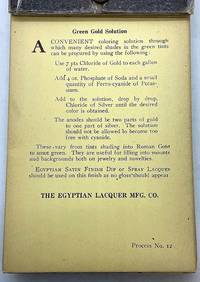 Green Gold Solution
A CONVENIENT coloring solution through
which many desired shades in the green tints
can be procured by using the following:
Use 7 pts Chloride of Gold to each gallon
of water.
Add 4 oz. Phosphate of Soda and a small
quantity of Ferro-cyanide of Potas-
sium.
Add to the solution, drop by drop,
Chloride of Silver until the desired
color is obtained.
The anodes should be two parts of gold
to one part of silver. The solution
should not be allowed to become too
free with cyanide.
These vary from tints shading into Roman Gold
to smut green. They are useful for filling into mounts
and backgrounds both on jewelry and novelties.
EGYPTIAN SATIN FINISH DIP OR SPRAY LACQUER
should be used on this finish as no gloss should appear
THE EGYPTIAN LACQUER MFG. CO.
Process No. 12